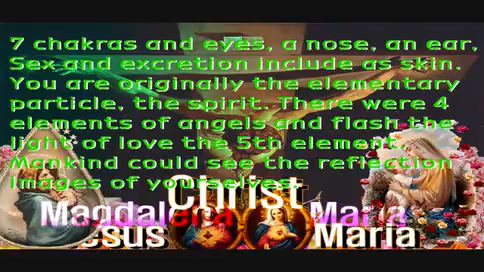 7 chakras and eyes, a nose, an ear,
Sex and excretion include as skin.
You are originally the elementary
particle, the spirit. There were 4
elements of angels and flash the
light of love the 5th element.
Mankind could see the reflection
images of yourselves.
Christ
Magdalena Maria
Jesus Maria